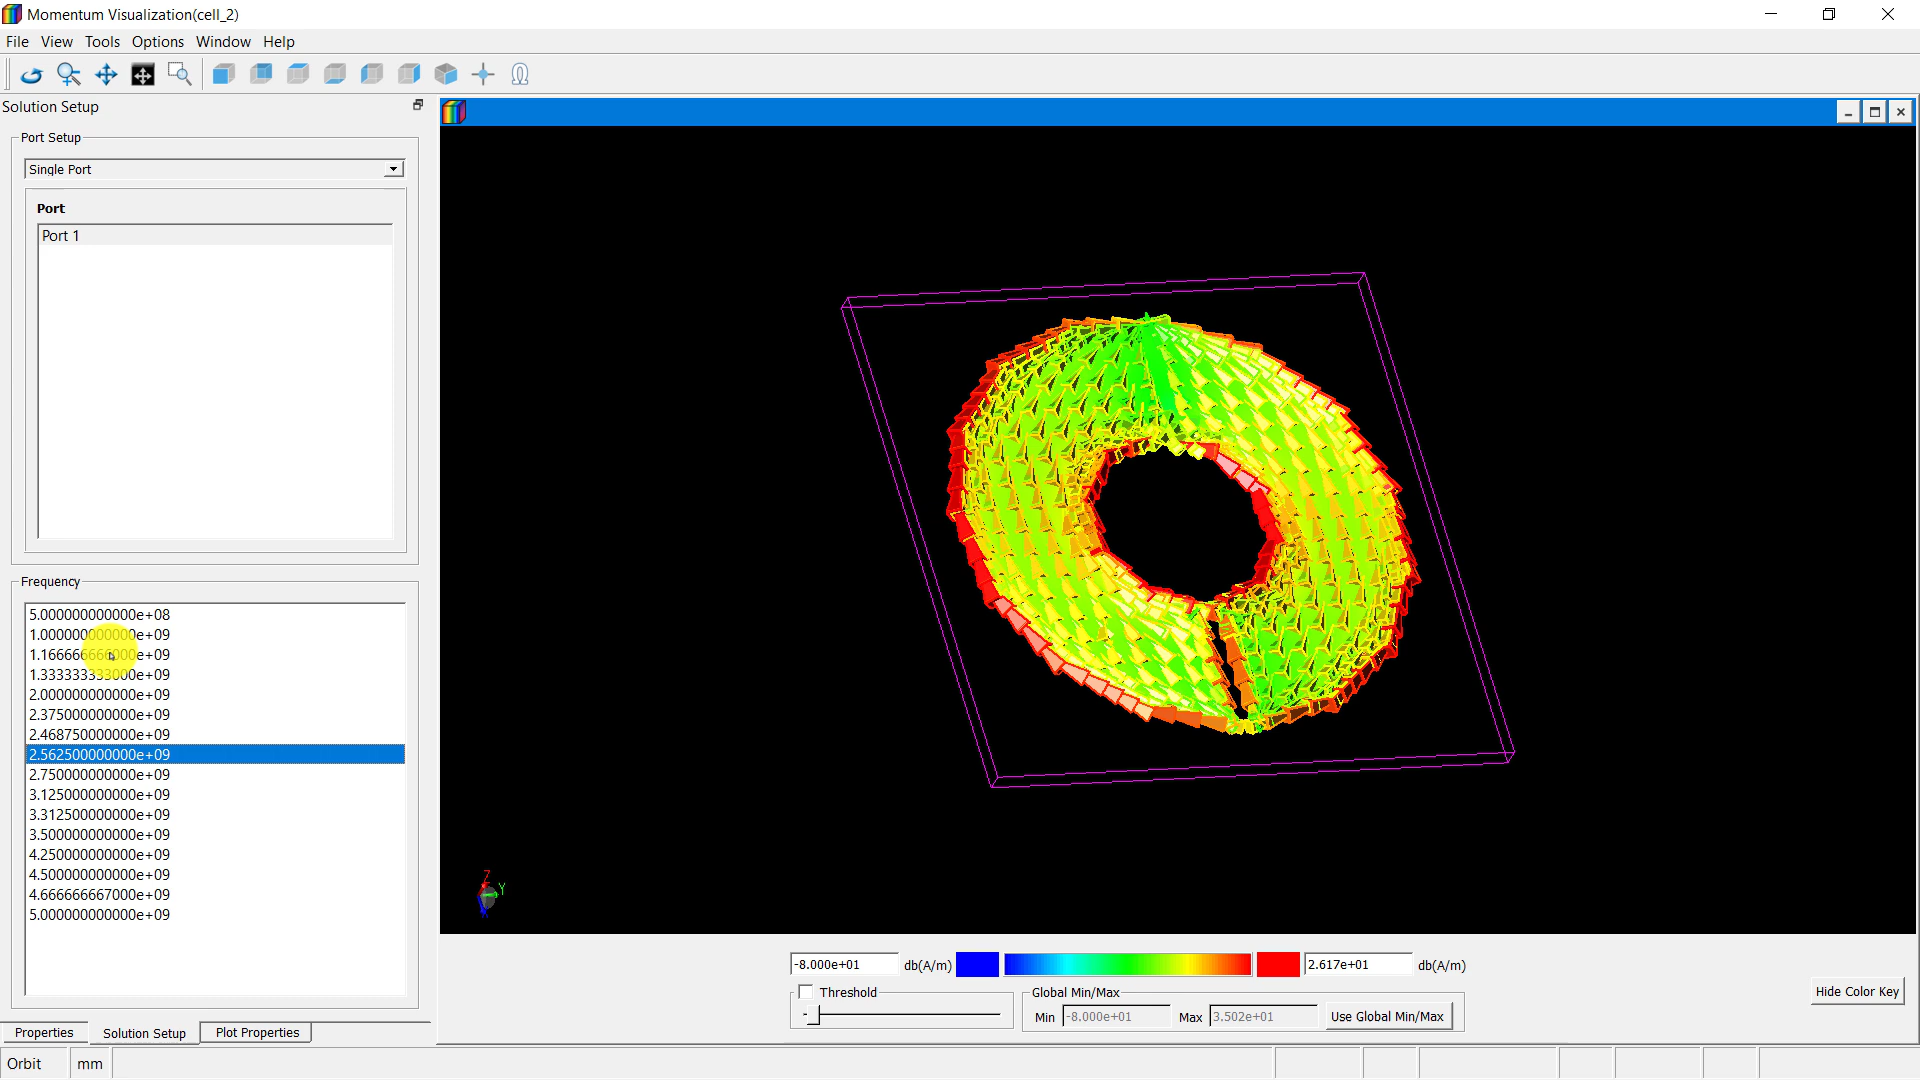 Momentum Visualization(cell_2)
File View Tools Options Window Help
Solution Setup
Port Setup
Single Port
Port
Port 1
Frequency
5.000000000000e+08
1.000000000000e+09
1.166666666000e+09
1.333333333000e+09
2.000000000000e+09
2.375000000000e+09
2.468750000000e+09
2.562500000000e+09
2.750000000000e+09
3.125000000000e+09
3.312500000000e+09
3.500000000000e+09
4.250000000000e+09
4.500000000000e+09
4.666666667000e+09
5.000000000000e+09
Z
Y
X
-8.000e+01 db(A/m) 2.617e+01 db(A/m)
Threshold
Global Min/Max
Min -8.000e+01 Max 3.502e+01 Use Global Min/Max
Hide Color Key
Properties Solution Setup Plot Properties
Orbit mm